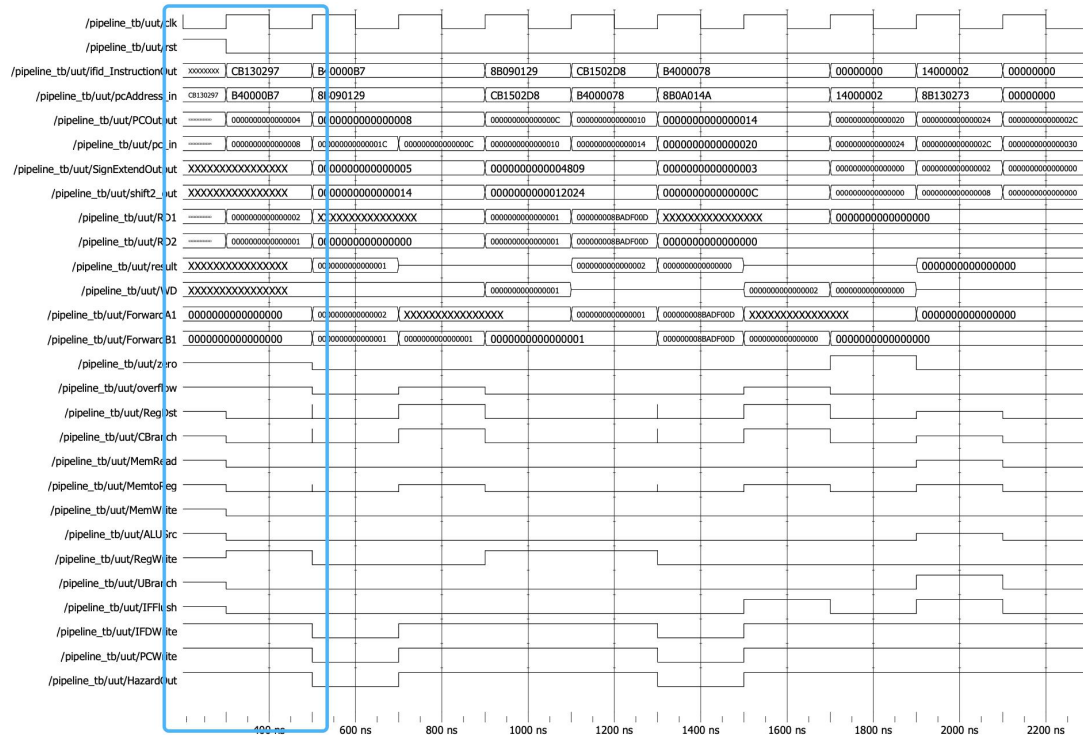 /pipeline_tb/uut/clk
/pipeline_tb/uut/rst
/pipeline_tb/uut/ifid_InstructionOut XXXXXXXX CB130297 B40000B7 8B090129 CB1502D8 B4000078 00000000 14000002 00000000
/pipeline_tb/uut/pcAddress_in CB130297 B40000B7 8B090129 CB1502D8 B4000078 8B0A014A 14000002 8B130273 00000000
/pipeline_tb/uut/PCOutput 0000000000000004 0000000000000008 000000000000000C 0000000000000010 0000000000000014 0000000000000020 0000000000000024 000000000000002C
/pipeline_tb/uut/pc_in 0000000000000008 000000000000001C 000000000000000C 0000000000000010 0000000000000014 0000000000000020 0000000000000024 000000000000002C 0000000000000030
/pipeline_tb/uut/SignExtendOutput XXXXXXXXXXXXXXXX 0000000000000005 0000000000004809 0000000000000003 0000000000000000 0000000000000002 0000000000000000
/pipeline_tb/uut/shift2_out XXXXXXXXXXXXXXXX 0000000000000014 0000000000012024 000000000000000C 0000000000000000 0000000000000008 0000000000000000
/pipeline_tb/uut/RD1 0000000000000002 XXXXXXXXXXXXXXXX 0000000000000001 000000008BADF00D XXXXXXXXXXXXXXXX 0000000000000000
/pipeline_tb/uut/RD2 0000000000000001 0000000000000000 0000000000000001 000000008BADF00D 0000000000000000
/pipeline_tb/uut/result XXXXXXXXXXXXXXXX 0000000000000001 0000000000000002 0000000000000000 0000000000000000
/pipeline_tb/uut/WD XXXXXXXXXXXXXXXX 0000000000000001 0000000000000002 0000000000000000
/pipeline_tb/uut/ForwardA1 0000000000000000 0000000000000002 XXXXXXXXXXXXXXXX 0000000000000001 000000008BADF00D XXXXXXXXXXXXXXXX 0000000000000000
/pipeline_tb/uut/ForwardB1 0000000000000000 0000000000000001 0000000000000001 0000000000000001 000000008BADF00D 0000000000000000 0000000000000000
/pipeline_tb/uut/zero
/pipeline_tb/uut/overflow
/pipeline_tb/uut/RegDst
/pipeline_tb/uut/CBranch
/pipeline_tb/uut/MemRead
/pipeline_tb/uut/MemtoReg
/pipeline_tb/uut/MemWrite
/pipeline_tb/uut/ALUSrc
/pipeline_tb/uut/RegWrite
/pipeline_tb/uut/UBranch
/pipeline_tb/uut/IFFlush
/pipeline_tb/uut/IFDWrite
/pipeline_tb/uut/PCWrite
/pipeline_tb/uut/HazardOut
400 ns 600 ns 800 ns 1000 ns 1200 ns 1400 ns 1600 ns 1800 ns 2000 ns 2200 ns